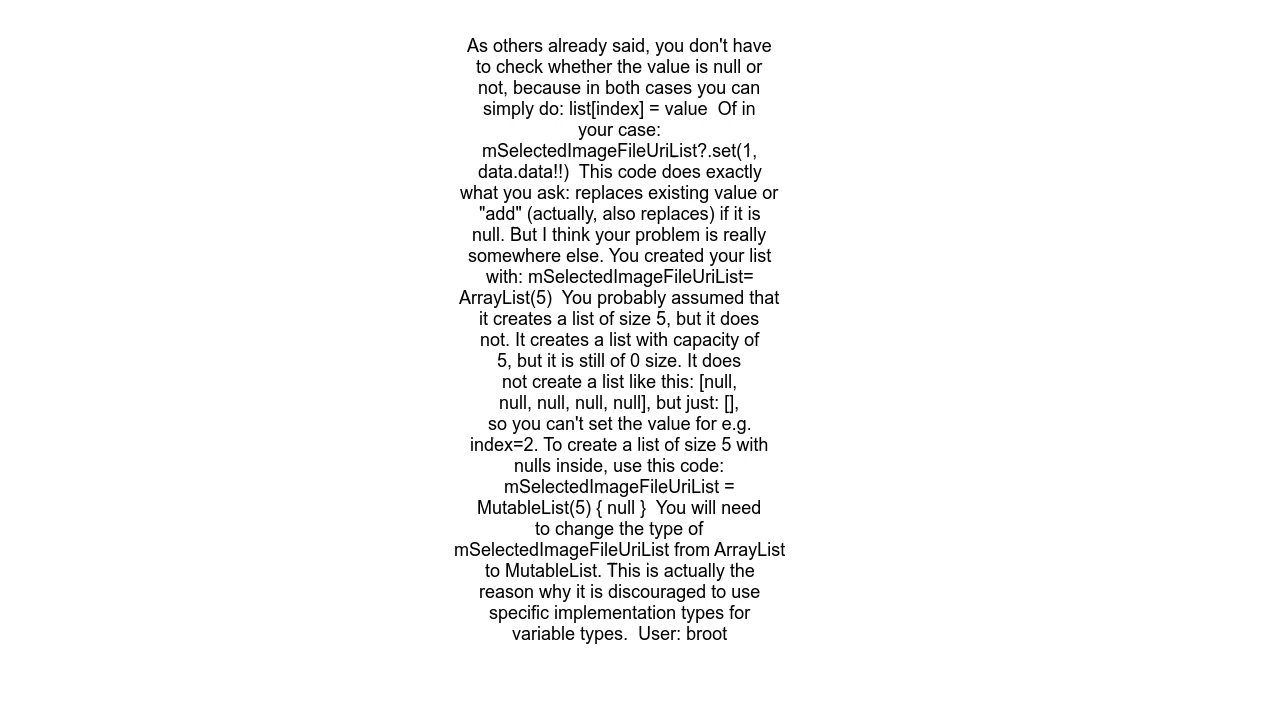 As others already said, you don't have
to check whether the value is null or
not, because in both cases you can
simply do: list[index] = value  Of in
your case:
mSelectedImageFileUriList?.set(1,
data.data!!)  This code does exactly
what you ask: replaces existing value or
"add" (actually, also replaces) if it is
null. But I think your problem is really
somewhere else. You created your list
with: mSelectedImageFileUriList=
ArrayList(5)  You probably assumed that
it creates a list of size 5, but it does
not. It creates a list with capacity of
5, but it is still of 0 size. It does
not create a list like this: [null,
null, null, null, null], but just: [],
so you can't set the value for e.g.
index=2. To create a list of size 5 with
nulls inside, use this code:
mSelectedImageFileUriList =
MutableList(5) { null }  You will need
to change the type of
mSelectedImageFileUriList from ArrayList
to MutableList. This is actually the
reason why it is discouraged to use
specific implementation types for
variable types.  User: broot